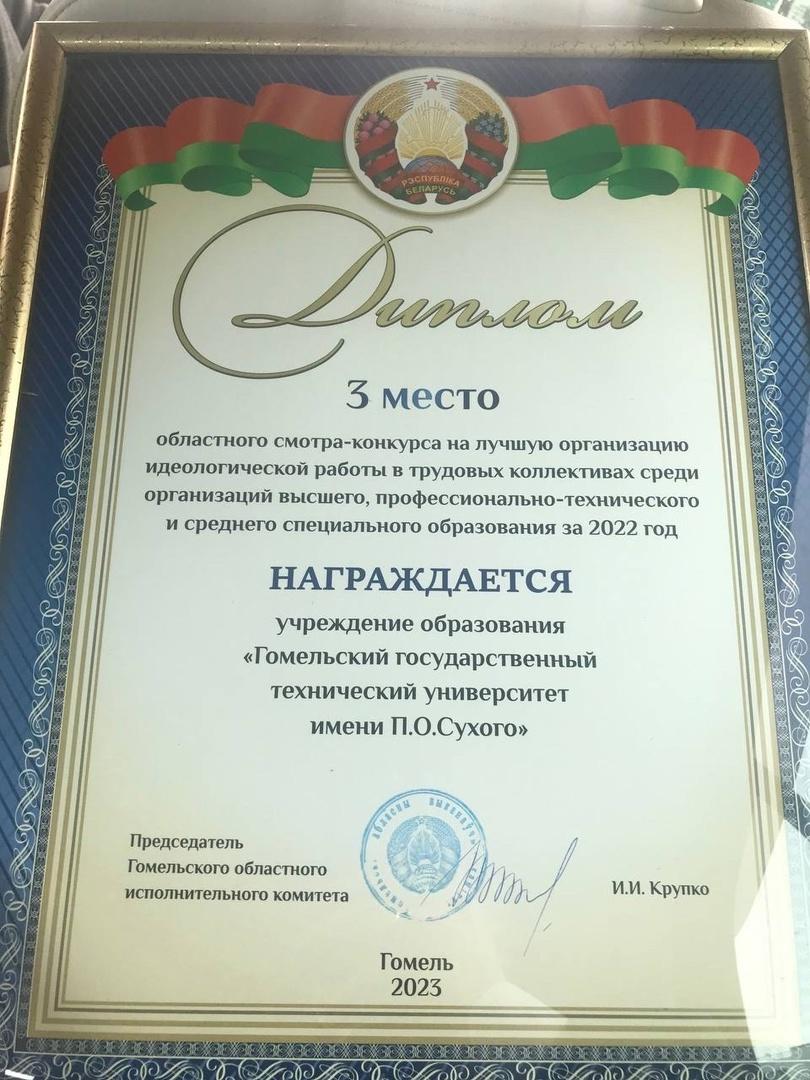 РЭСПУБЛІКА
БЕЛАРУСЬ
Диплом
3 место
областного смотра-конкурса на лучшую организацию
идеологической работы в трудовых коллективах среди
организаций высшего, профессионально-технического
и среднего специального образования за 2022 год
НАГРАЖДАЕТСЯ
учреждение образования
«Гомельский государственный
технический университет
имени П.О.Сухого»
Председатель
Гомельского областного
исполнительного комитета
И.И. Крупко
Гомель
2023